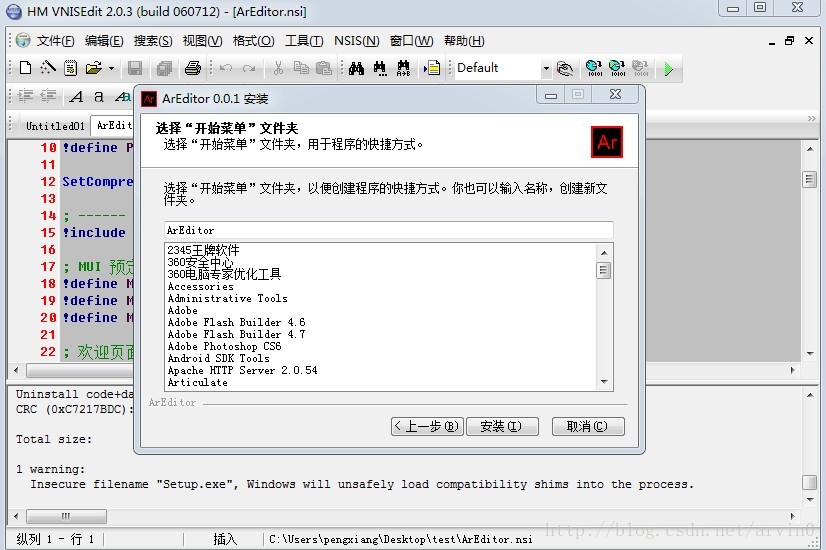 HM VNISEdit 2.0.3 (build 060712) - [ArEditor.nsi]
文件(F) 编辑(E) 搜索(S) 视图(V) 格式(O) 工具(T) NSIS(N) 窗口(W) 帮助(H)
Default
Untitled01 ArEdit
10 !define P
11
12 SetCompre
13
14 ; ------
15 !include
16
17 ; MUI 预定
18 !define M
19 !define M
20 !define M
21
22 ; 欢迎页面
ArEditor 0.0.1 安装
选择“开始菜单”文件夹
选择“开始菜单”文件夹，用于程序的快捷方式。
Ar
选择“开始菜单”文件夹，以便创建程序的快捷方式。你也可以输入名称，创建新文
件夹。
ArEditor
2345王牌软件
360安全中心
360电脑专家优化工具
Accessories
Administrative Tools
Adobe
Adobe Flash Builder 4.6
Adobe Flash Builder 4.7
Adobe Photoshop CS6
Android SDK Tools
Apache HTTP Server 2.0.54
Articulate
ArEditor
< 上一步(B) 安装(I) 取消(C)
Uninstall code+da
CRC (0xC7217BDC):
Total size:
1 warning:
Insecure filename "Setup.exe", Windows will unsafely load compatibility shims into the process.
纵列 1 - 行 1 插入 C:\Users\pengxiang\Desktop\test\ArEditor.nsi
http://blog.csdn.net/arvin0